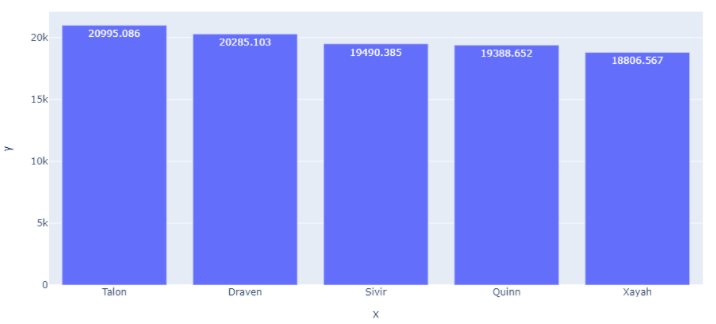 20995.086
20285.103
19490.385
19388.652
18806.567
20k
15k
10k
5k
0
y
Talon Draven Sivir Quinn Xayah
x